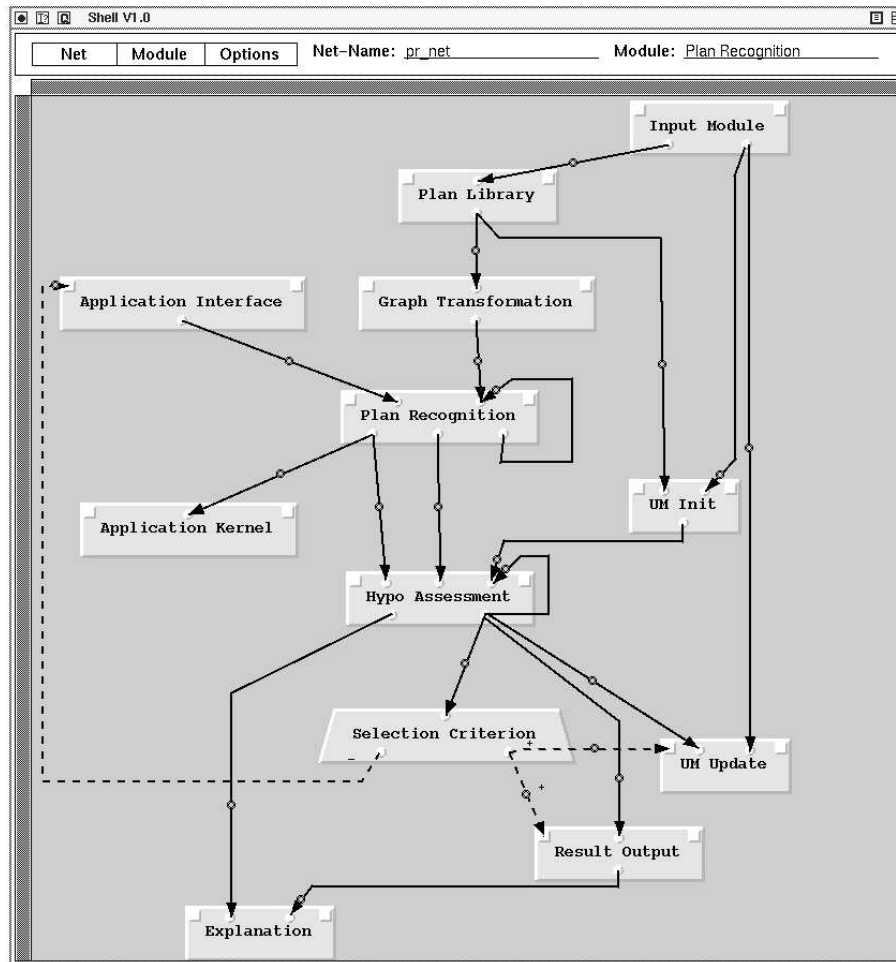 Shell V1.0
Net Module Options Net-Name: pr_net Module: Plan Recognition
Input Module
Plan Library
Application Interface Graph Transformation
Plan Recognition
UM Init
Application Kernel
Hypo Assessment
Selection Criterion
+
-
UM Update
+
Result Output
Explanation